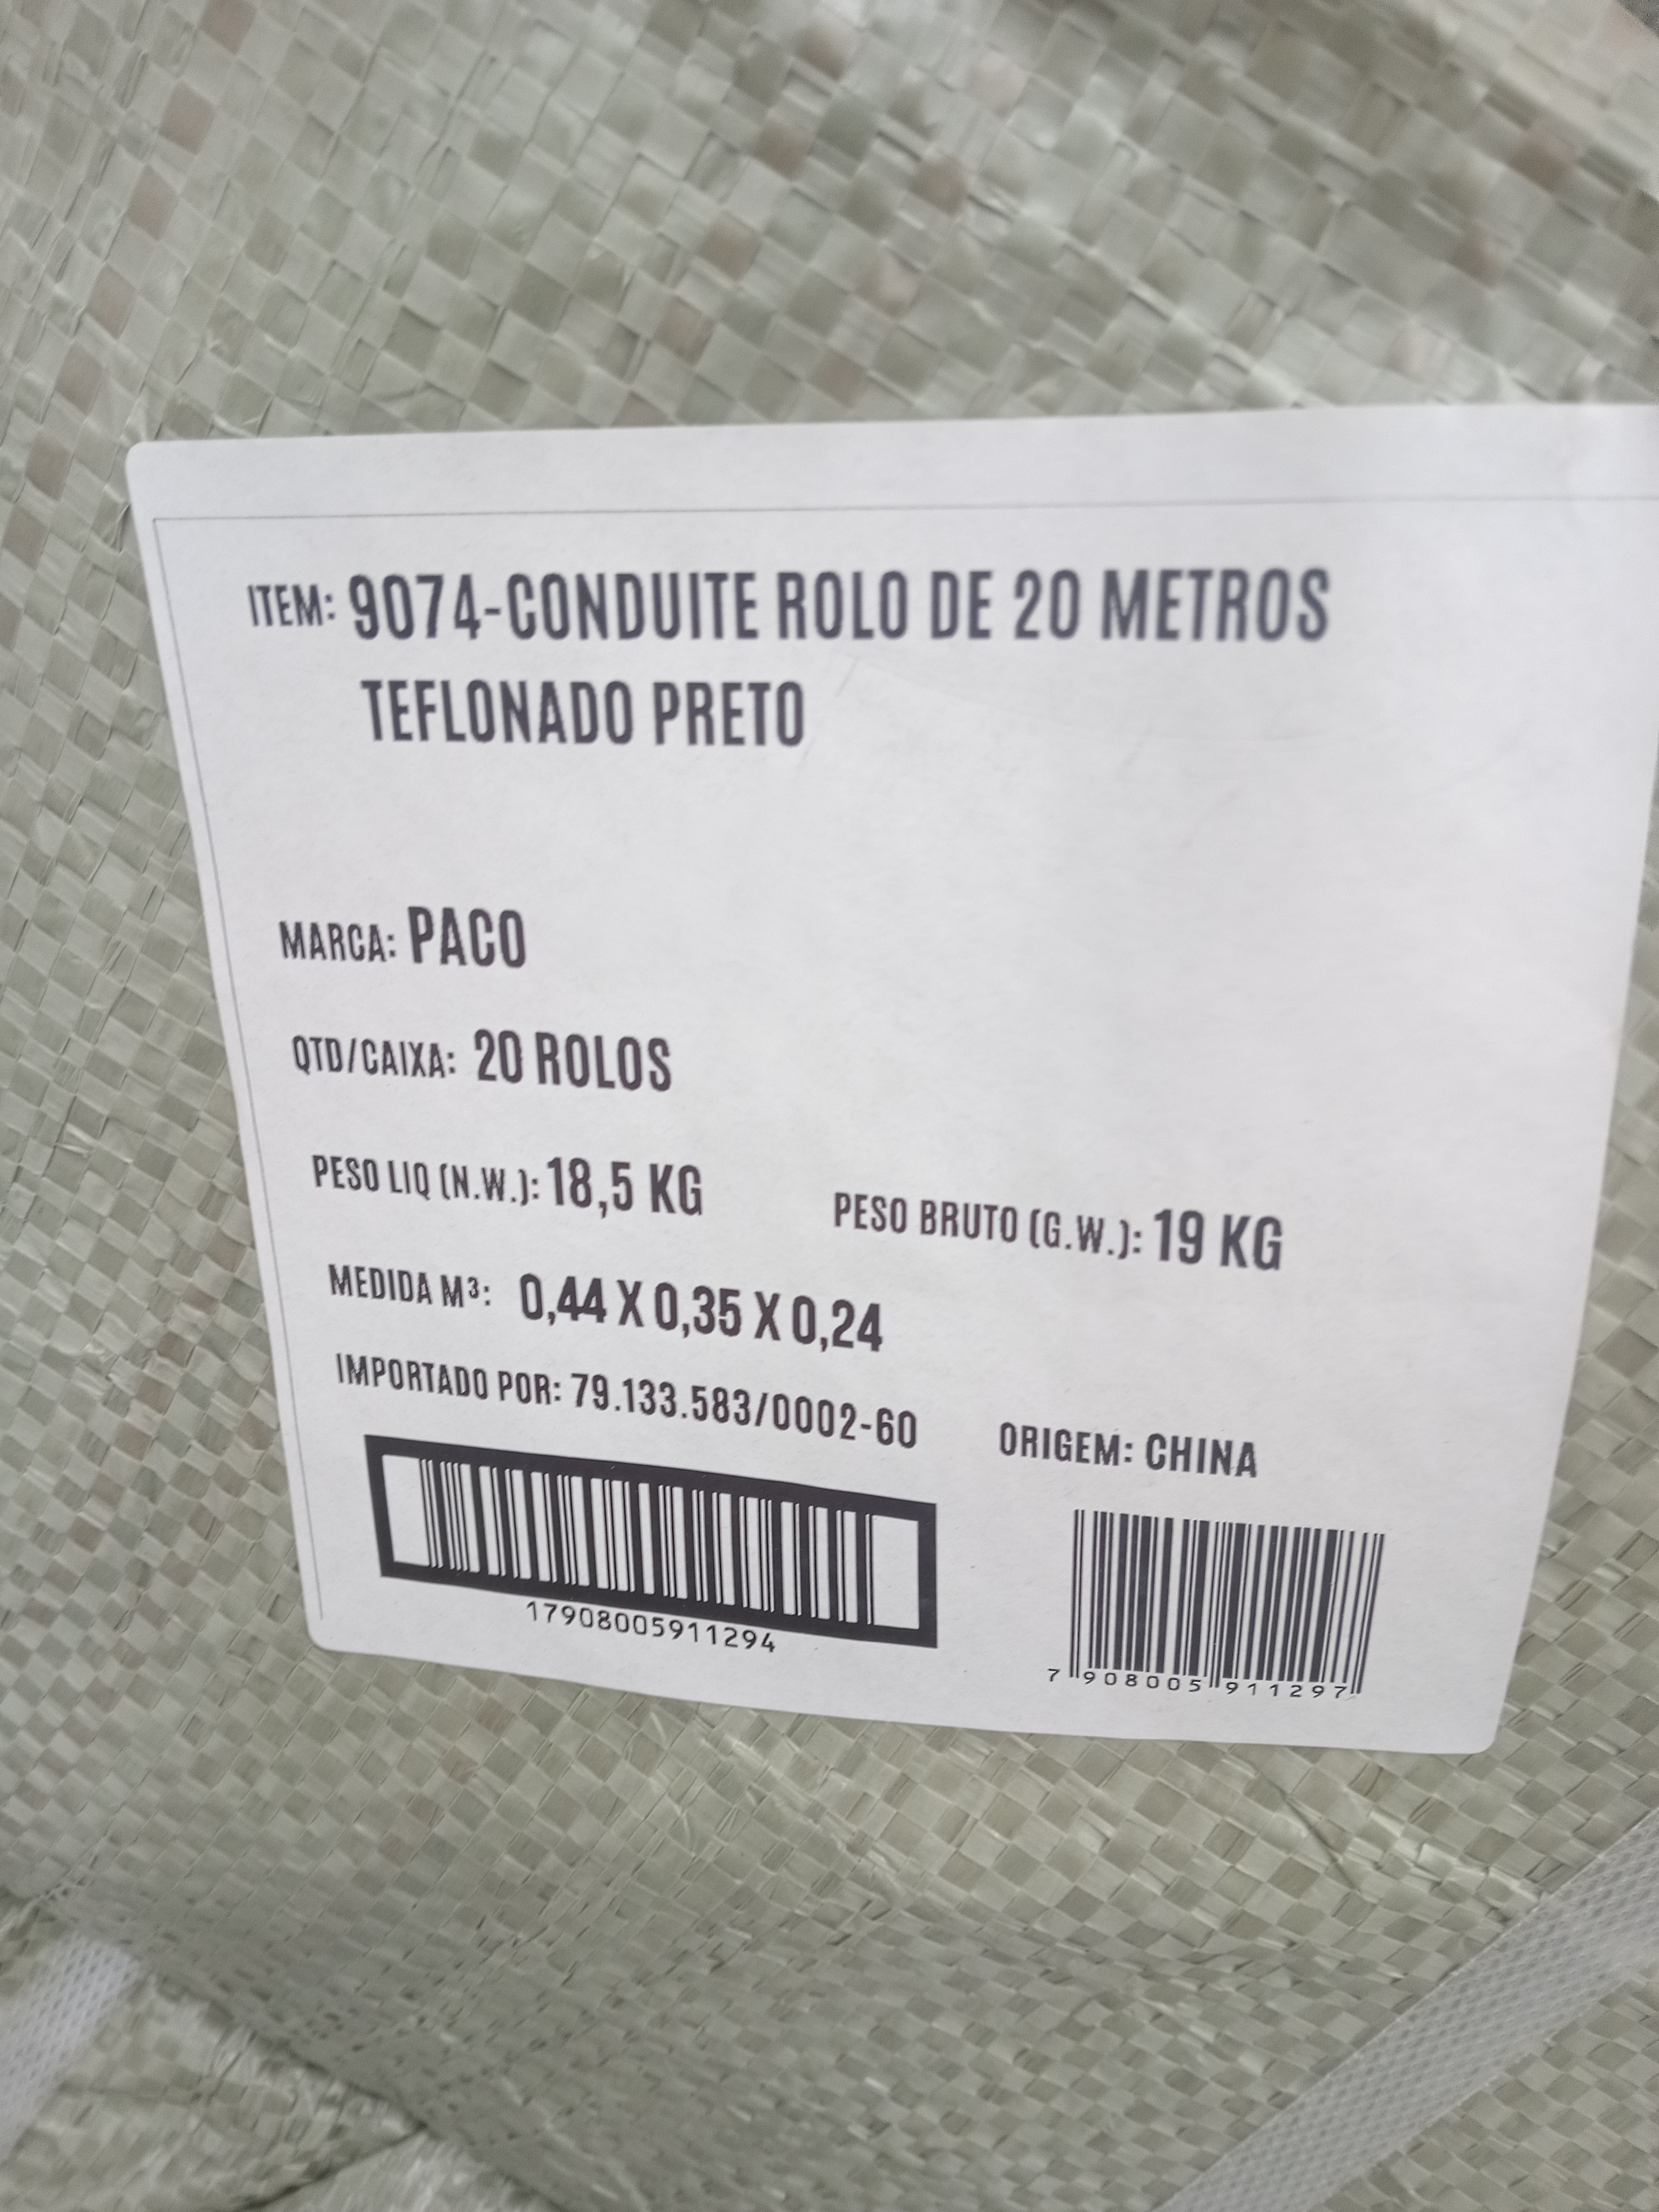 ITEM: 9074-CONDUITE ROLO DE 20 METROS
TEFLONADO PRETO
MARCA: PACO
QTD/CAIXA: 20 ROLOS
PESO LIQ (N.W.): 18,5 KG PESO BRUTO (G.W.): 19 KG
MEDIDA M³: 0,44 X 0,35 X 0,24
IMPORTADO POR: 79.133.583/0002-60 ORIGEM: CHINA
17908005911294
7 908005 911297